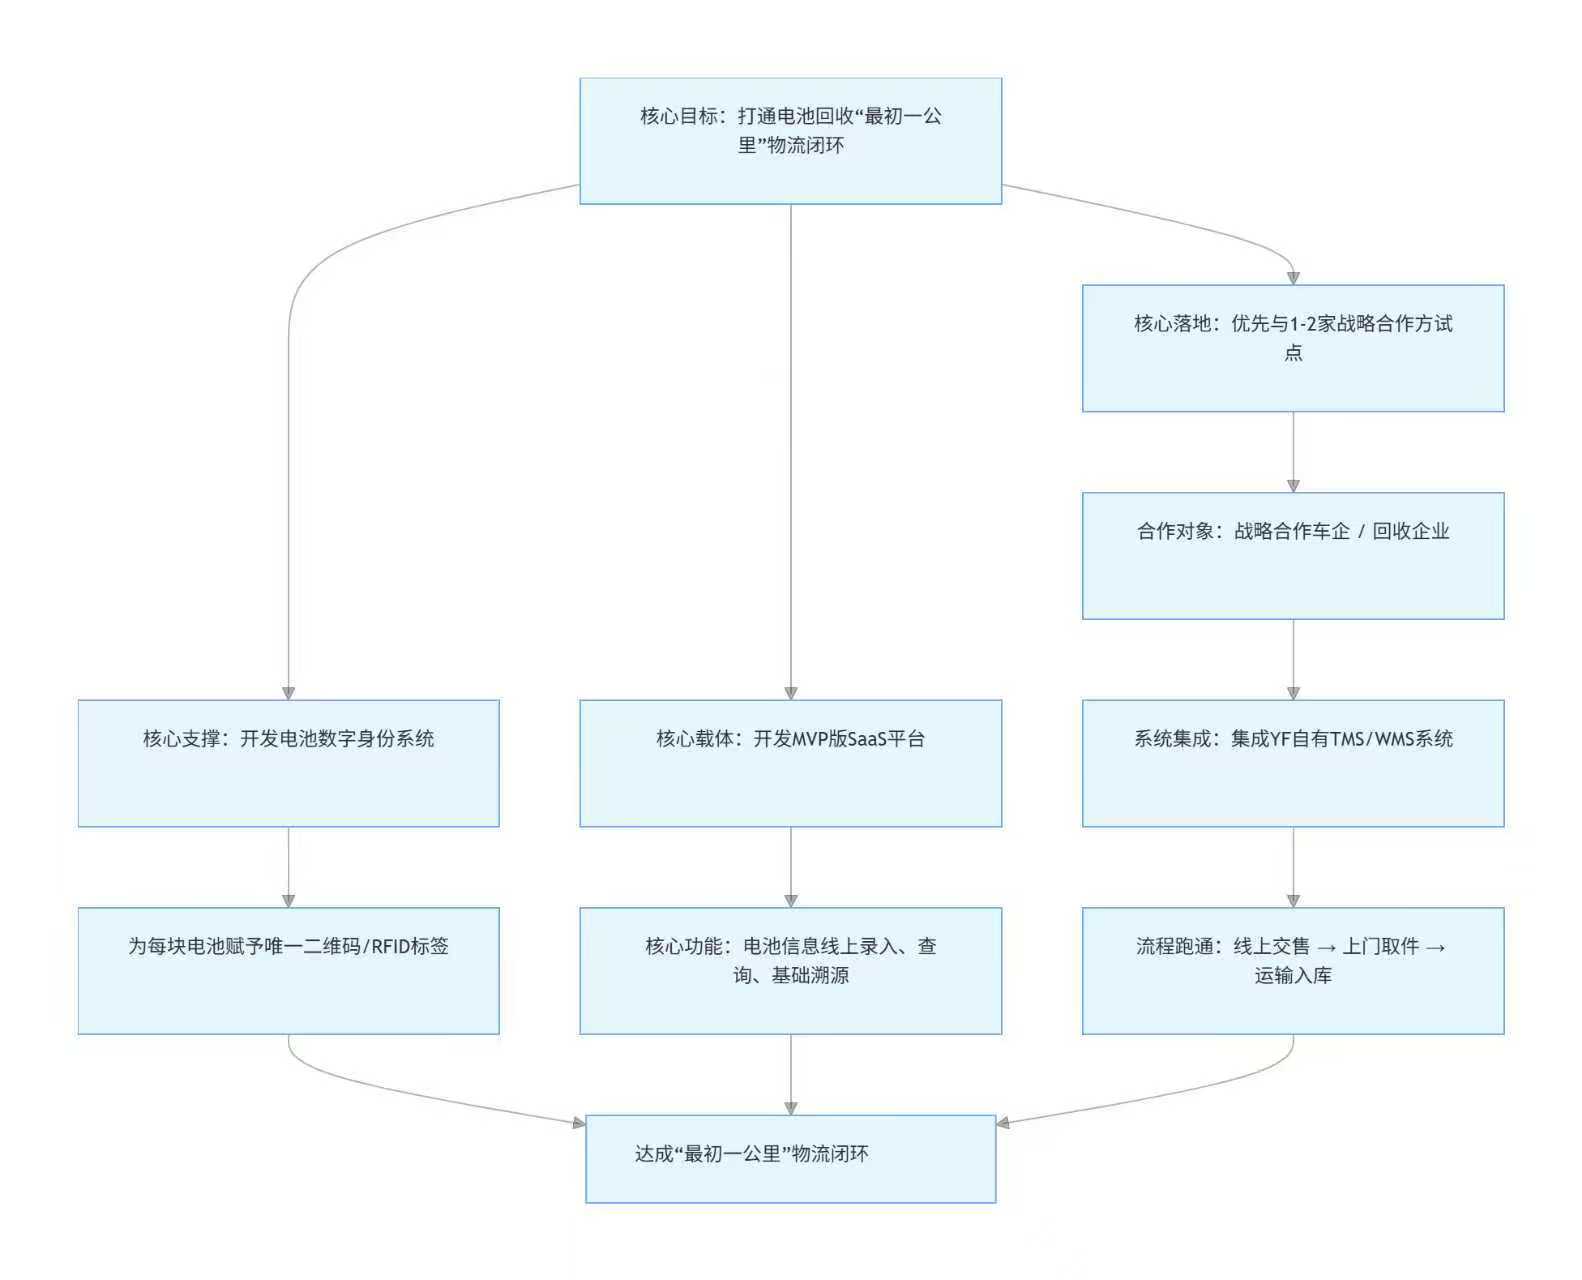 核心目标：打通电池回收“最初一公
里”物流闭环
核心落地：优先与1-2家战略合作方试
点
合作对象：战略合作车企 / 回收企业
核心支撑：开发电池数字身份系统
核心载体：开发MVP版SaaS平台
系统集成：集成YF自有TMS/WMS系统
为每块电池赋予唯一二维码/RFID标签
核心功能：电池信息线上录入、查
询、基础溯源
流程跑通：线上交售 → 上门取件 →
运输入库
达成“最初一公里”物流闭环